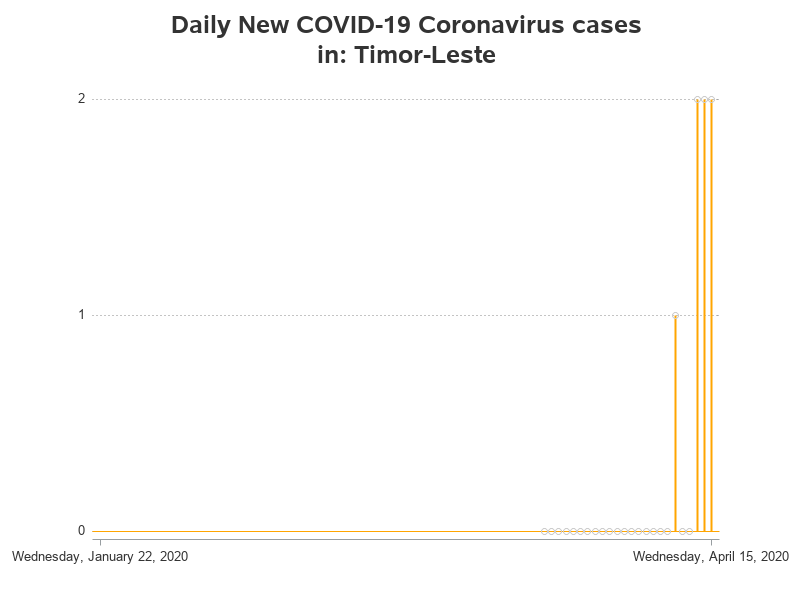 Daily New COVID-19 Coronavirus cases
in: Timor-Leste
2
1
0
Wednesday, January 22, 2020
Wednesday, April 15, 2020